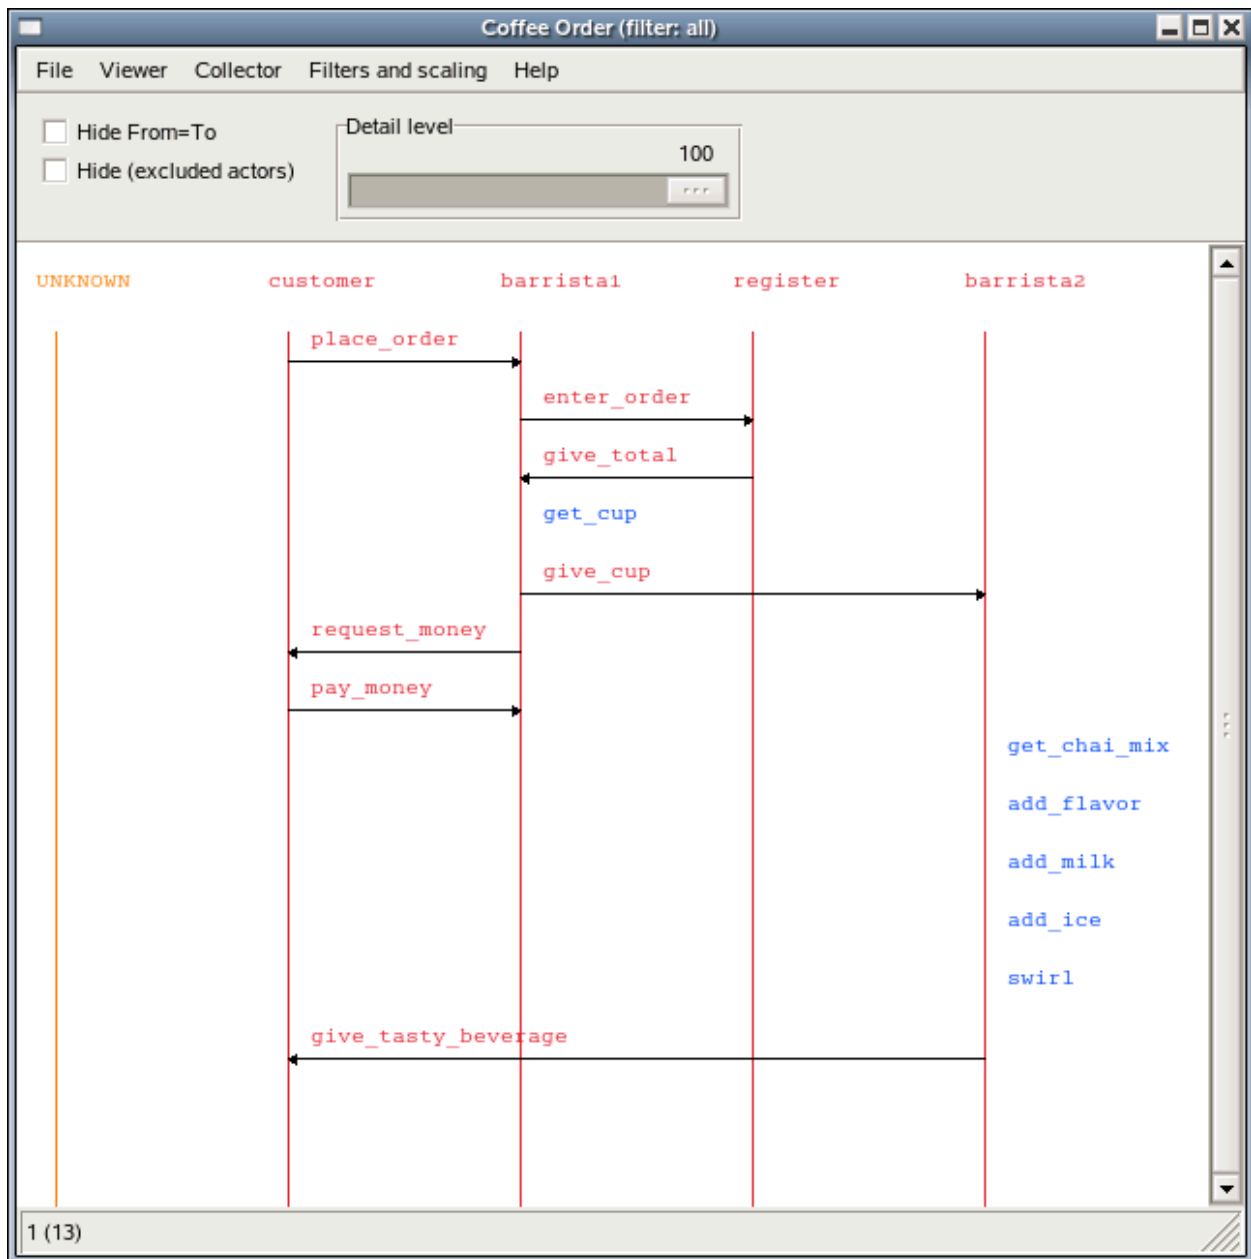 Coffee Order (filter: all)
File Viewer Collector Filters and scaling Help
Hide From=To
Hide (excluded actors)
Detail level
100
UNKNOWN customer barrista1 register barrista2
place_order
enter_order
give_total
get_cup
give_cup
request_money
pay_money
get_chai_mix
add_flavor
add_milk
add_ice
swirl
give_tasty_beverage
1 (13)